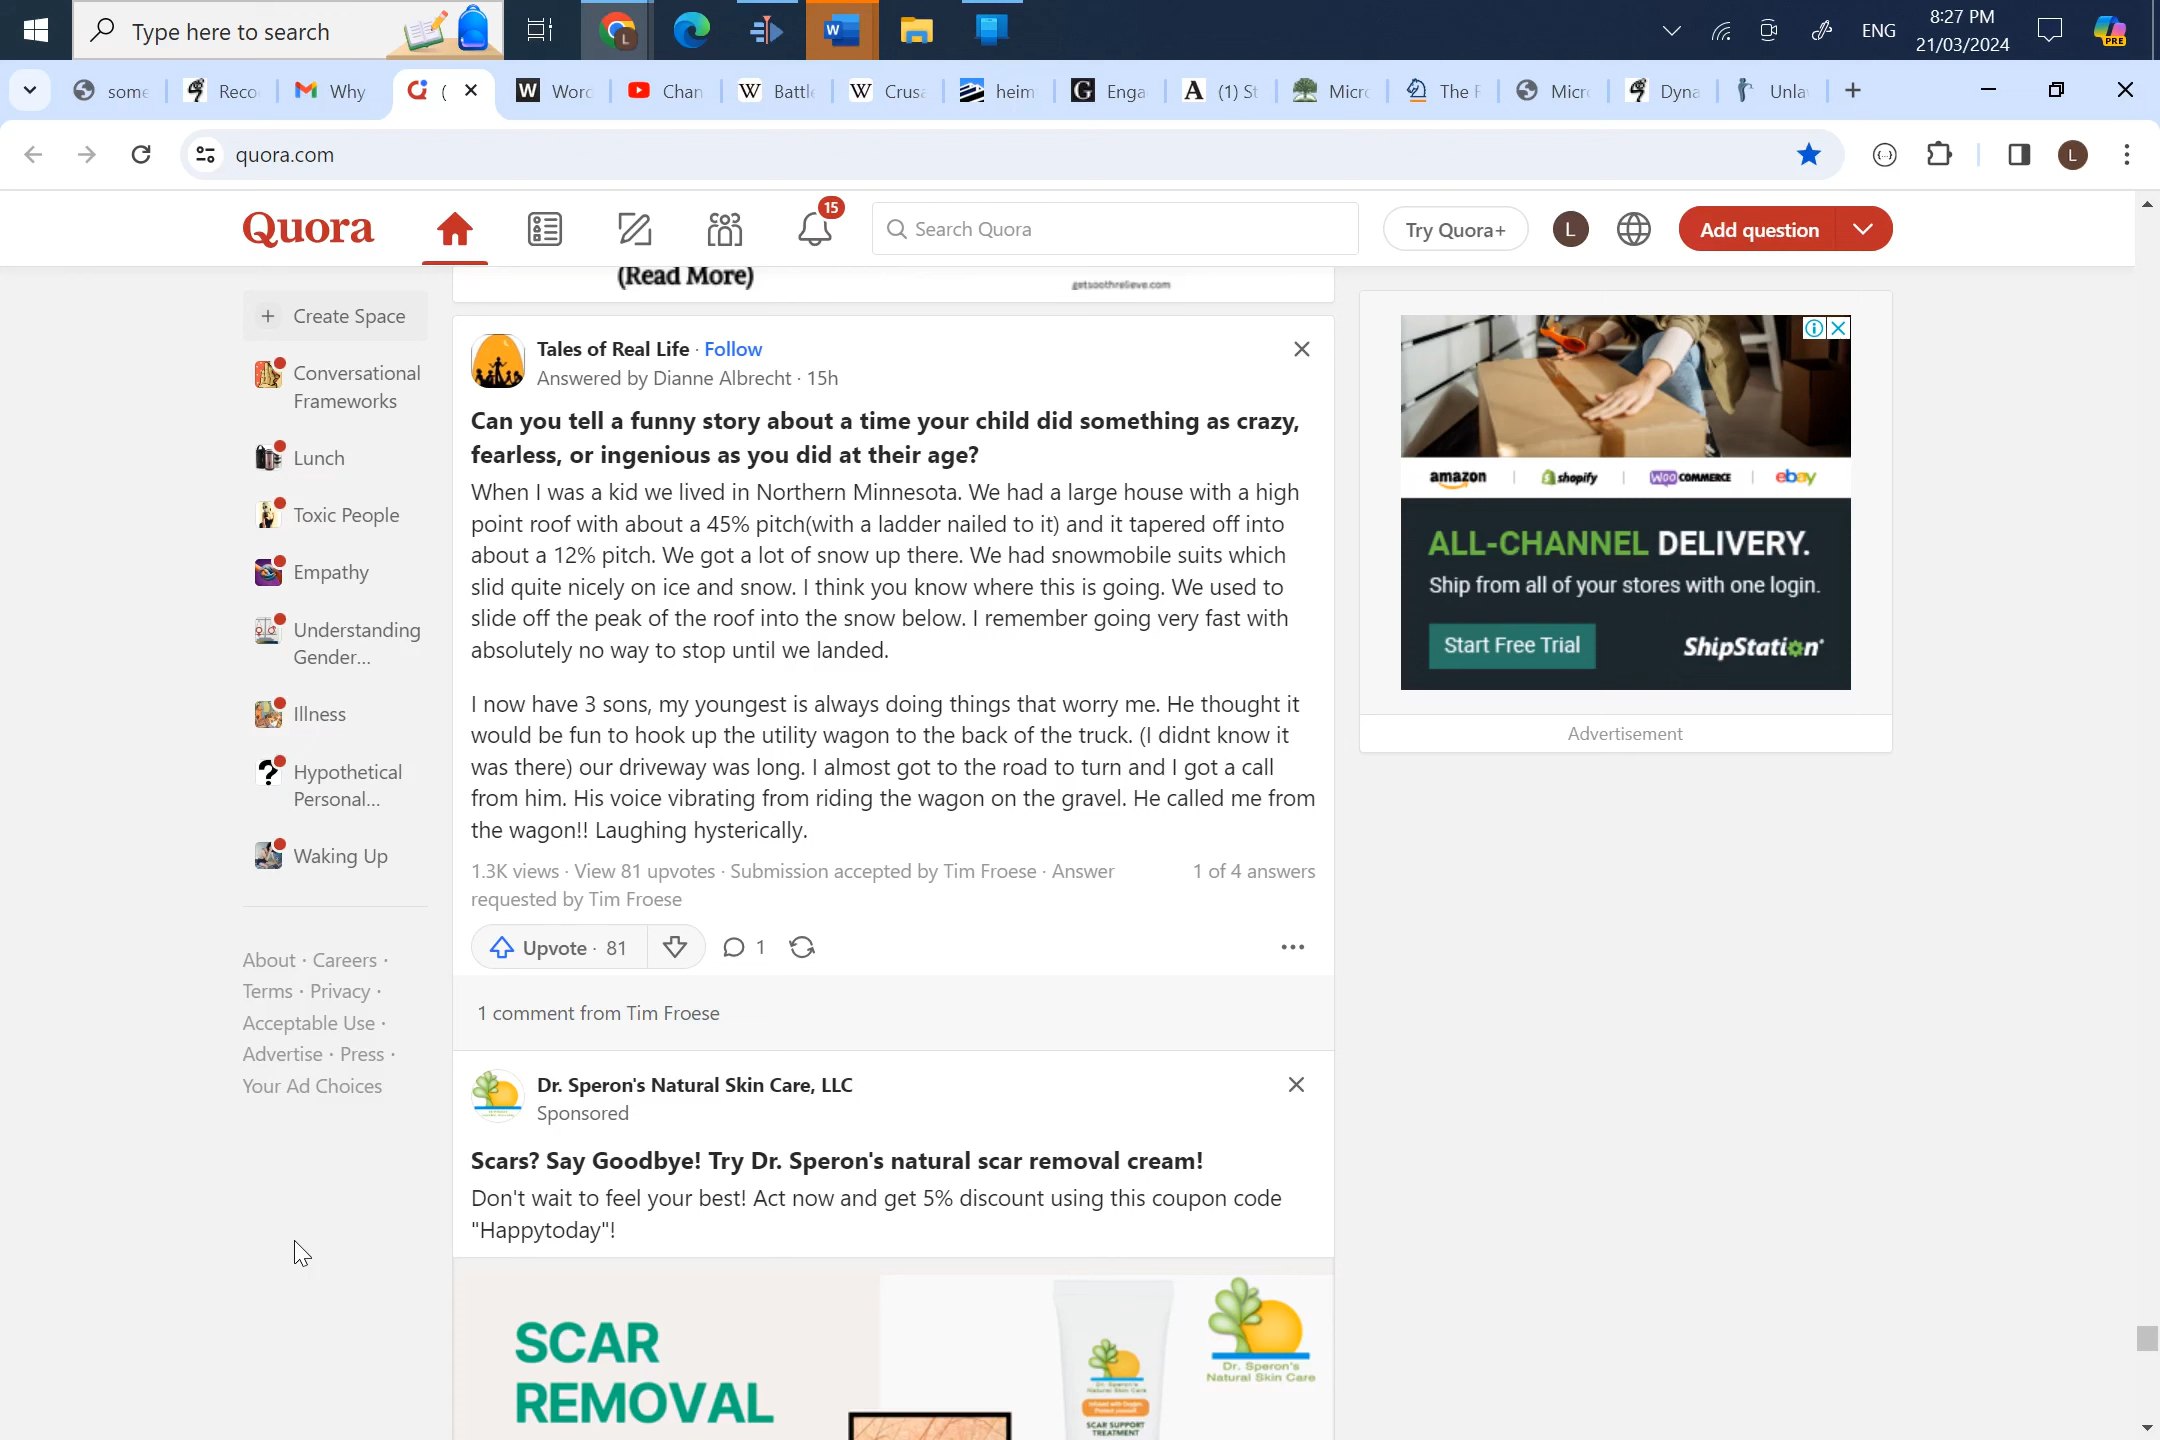 Type here to search
ENG
8:27 PM
21/03/2024
PRE
some
Reco
Why
(
Word
Chan
Battle
Crusa
heim
Enga
(1) St
Micro
The F
Micro
Dyna
Unla
quora.com
L
Quora
15
Search Quora
Try Quora+
L
Add question
(Read More)
getsoothrelieve.com
Create Space
Conversational
Frameworks
Lunch
Toxic People
Empathy
Understanding
Gender...
Illness
Hypothetical
Personal...
Waking Up
About · Careers ·
Terms · Privacy ·
Acceptable Use ·
Advertise · Press ·
Your Ad Choices
Tales of Real Life · Follow
Answered by Dianne Albrecht · 15h
Can you tell a funny story about a time your child did something as crazy,
fearless, or ingenious as you did at their age?
When I was a kid we lived in Northern Minnesota. We had a large house with a high
point roof with about a 45% pitch(with a ladder nailed to it) and it tapered off into
about a 12% pitch. We got a lot of snow up there. We had snowmobile suits which
slid quite nicely on ice and snow. I think you know where this is going. We used to
slide off the peak of the roof into the snow below. I remember going very fast with
absolutely no way to stop until we landed.
I now have 3 sons, my youngest is always doing things that worry me. He thought it
would be fun to hook up the utility wagon to the back of the truck. (I didnt know it
was there) our driveway was long. I almost got to the road to turn and I got a call
from him. His voice vibrating from riding the wagon on the gravel. He called me from
the wagon!! Laughing hysterically.
1.3K views · View 81 upvotes · Submission accepted by Tim Froese · Answer
requested by Tim Froese
1 of 4 answers
Upvote · 81
1
1 comment from Tim Froese
Dr. Speron's Natural Skin Care, LLC
Sponsored
Scars? Say Goodbye! Try Dr. Speron's natural scar removal cream!
Don't wait to feel your best! Act now and get 5% discount using this coupon code
"Happytoday"!
SCAR
REMOVAL
Dr. Speron's
Natural Skin Care
SCAR SUPPORT
TREATMENT
amazon
shopify
WOO COMMERCE
ebay
ALL-CHANNEL DELIVERY.
Ship from all of your stores with one login.
Start Free Trial
ShipStation
Advertisement